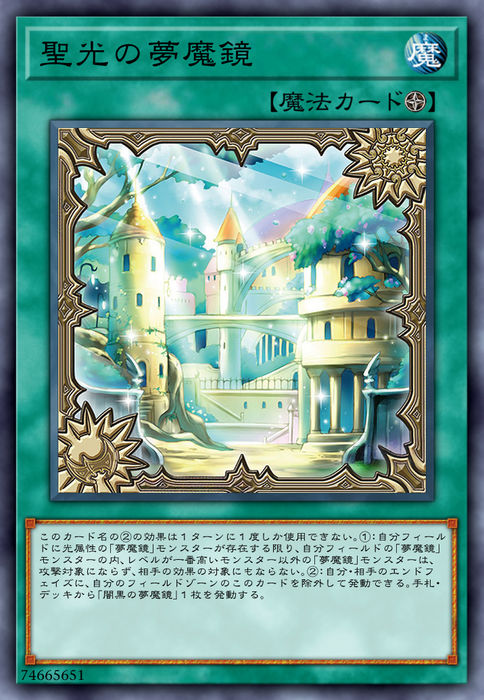 聖光の夢魔鏡
魔
【魔法カード】
このカード名の②の効果は１ターンに１度しか使用できない。①：自分フィール
ドに光属性の「夢魔鏡」モンスターが存在する限り、自分フィールドの「夢魔鏡」
モンスターの内、レベルが一番高いモンスター以外の「夢魔鏡」モンスターは、
攻撃対象にならず、相手の効果の対象にもならない。②：自分・相手のエンドフ
ェイズに、自分のフィールドゾーンのこのカードを除外して発動できる。手札・
デッキから「闇黒の夢魔鏡」１枚を発動する。
74665651